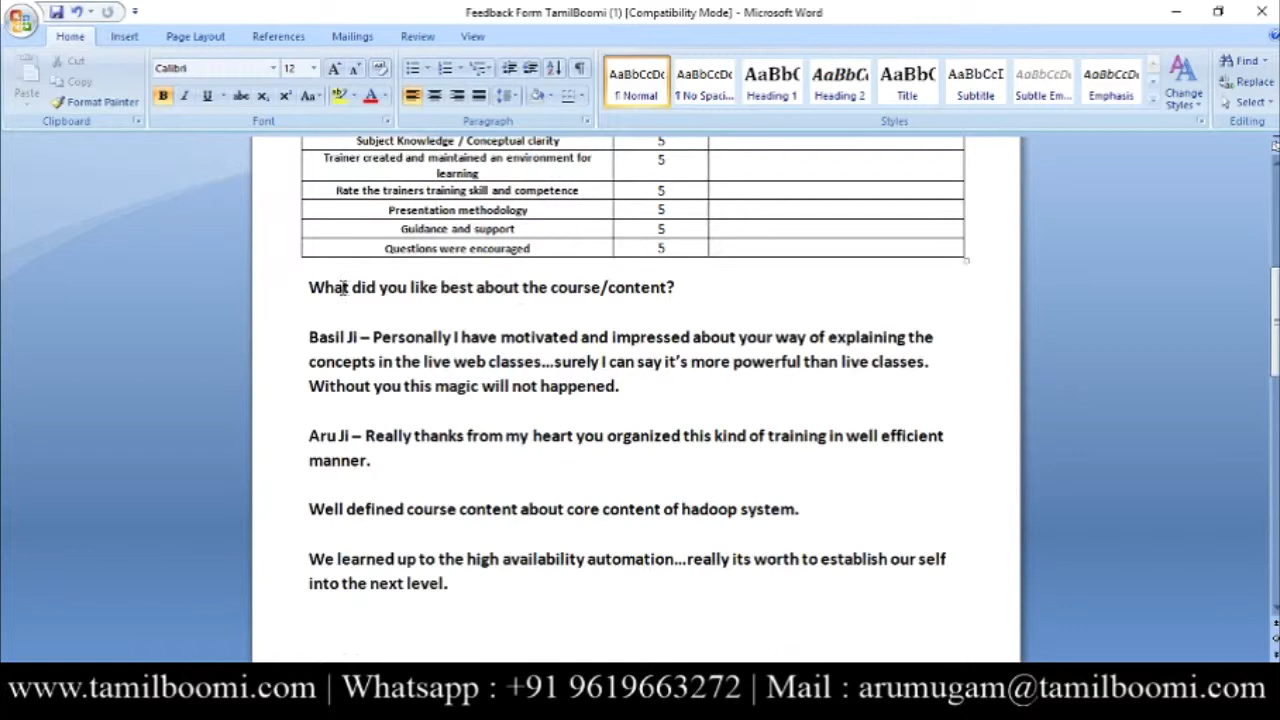 Feedback Form TamilBoomi (1) [Compatibility Mode] - Microsoft Word
Home Insert Page Layout References Mailings Review View
Cut
Copy
Paste
Format Painter
Calibri 12
AaBbCcDc AaBbCcDc AaBbC AaBbC AaBbC AaBbCcI AaBbCcDc AaBbCcDc
¶ Normal ¶ No Spaci... Heading 1 Heading 2 Title Subtitle Subtle Em... Emphasis
Change Styles
Find
Replace
Select
Clipboard Font Paragraph Styles Editing
Subject Knowledge / Conceptual clarity 5
Trainer created and maintained an environment for 5
learning
Rate the trainers training skill and competence 5
Presentation methodology 5
Guidance and support 5
Questions were encouraged 5
What did you like best about the course/content?
Basil Ji – Personally I have motivated and impressed about your way of explaining the
concepts in the live web classes...surely I can say it's more powerful than live classes.
Without you this magic will not happened.
Aru Ji – Really thanks from my heart you organized this kind of training in well efficient
manner.
Well defined course content about core content of hadoop system.
We learned up to the high availability automation...really its worth to establish our self
into the next level.
www.tamilboomi.com | Whatsapp : +91 9619663272 | Mail : arumugam@tamilboomi.com